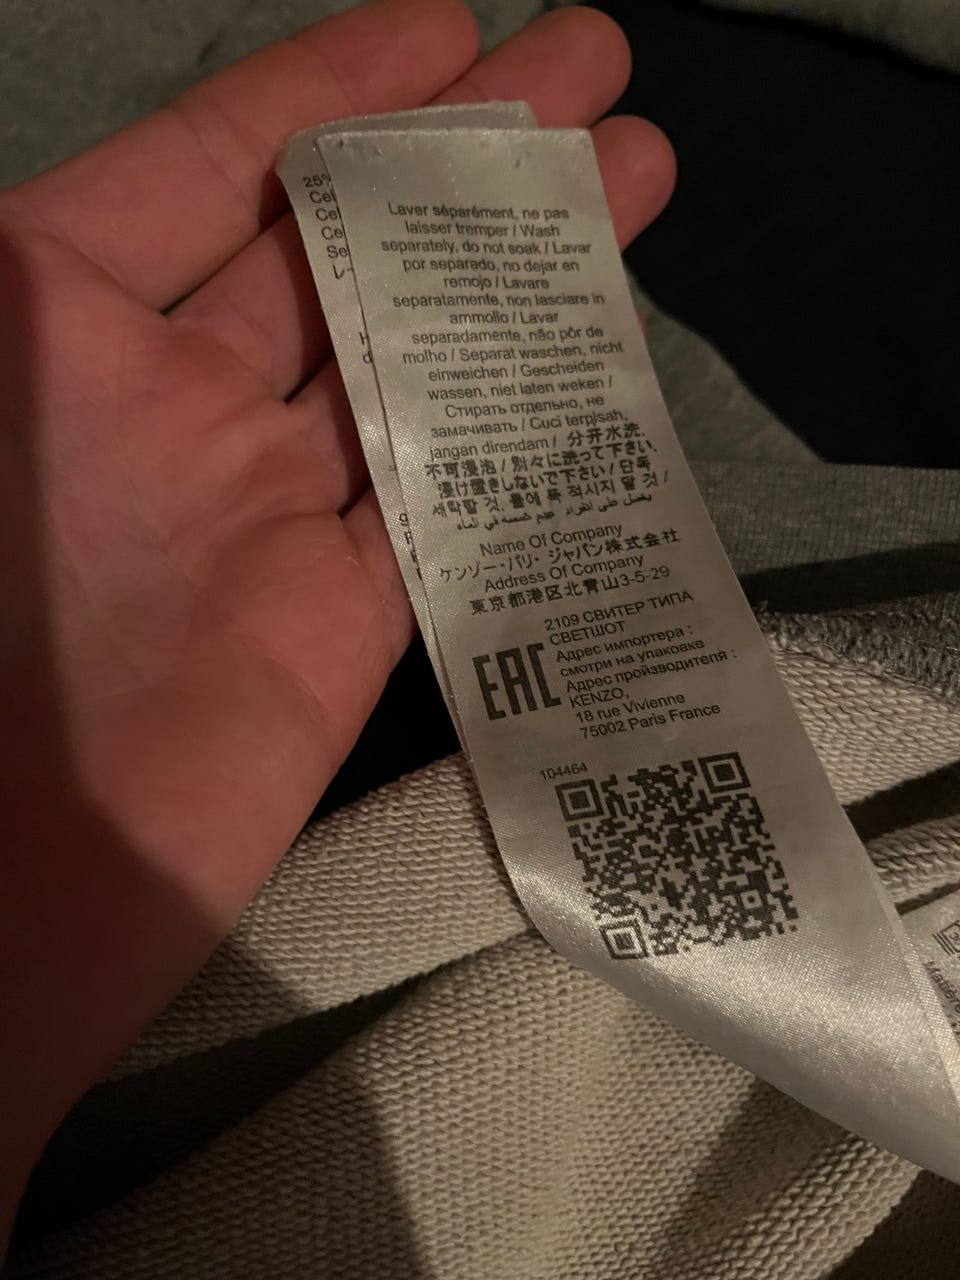 Laver séparément, ne pas
laisser tremper / Wash
separately, do not soak / Lavar
por separado, no dejar en
remojo / Lavare
separatamente, non lasciare in
ammollo / Lavar
separadamente, não pôr de
molho / Separat waschen, nicht
einweichen / Gescheiden
wassen, niet laten weken /
Стирать отдельно, не
замачивать / Cuci terpisah,
jangan direndam / 分开水洗,
不可浸泡 / 別々に洗って下さい、
浸け置きしないで下さい / 단독
세탁할 것, 물에 푹 적시지 말 것 /
يغسل على انفراد
Name Of Company
ケンゾー・パリ・ジャパン株式会社
Address Of Company
東京都港区北青山3-5-29
2109 СВИТЕР ТИПА
СВЕТШОТ
Адрес импортера :
смотри на упаковке
Адрес производителя :
KENZO,
18 rue Vivienne
75002 Paris France
EAC
104464
25%